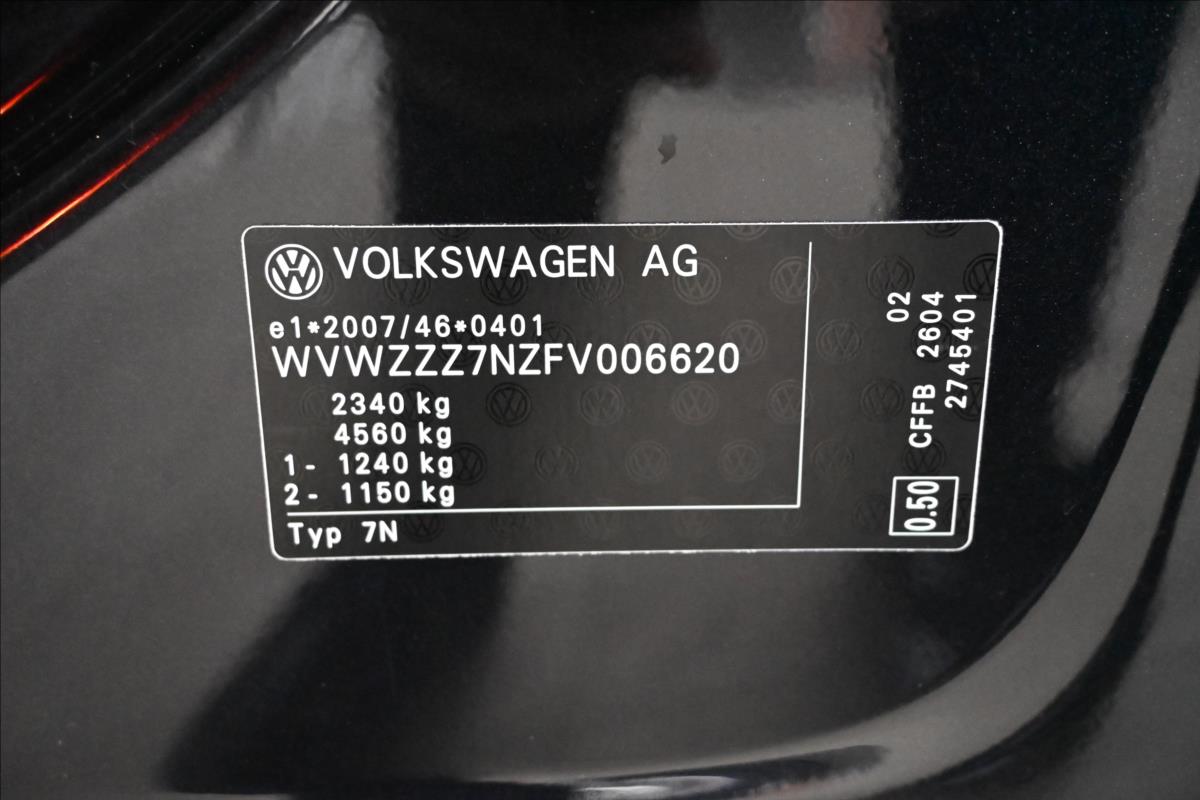 VOLKSWAGEN AG
e1*2007/46*0401
WVWZZZ7NZFV006620
2340 kg
4560 kg
1- 1240 kg
2- 1150 kg
Typ 7N
02
CFFB 2604
2745401
0.50